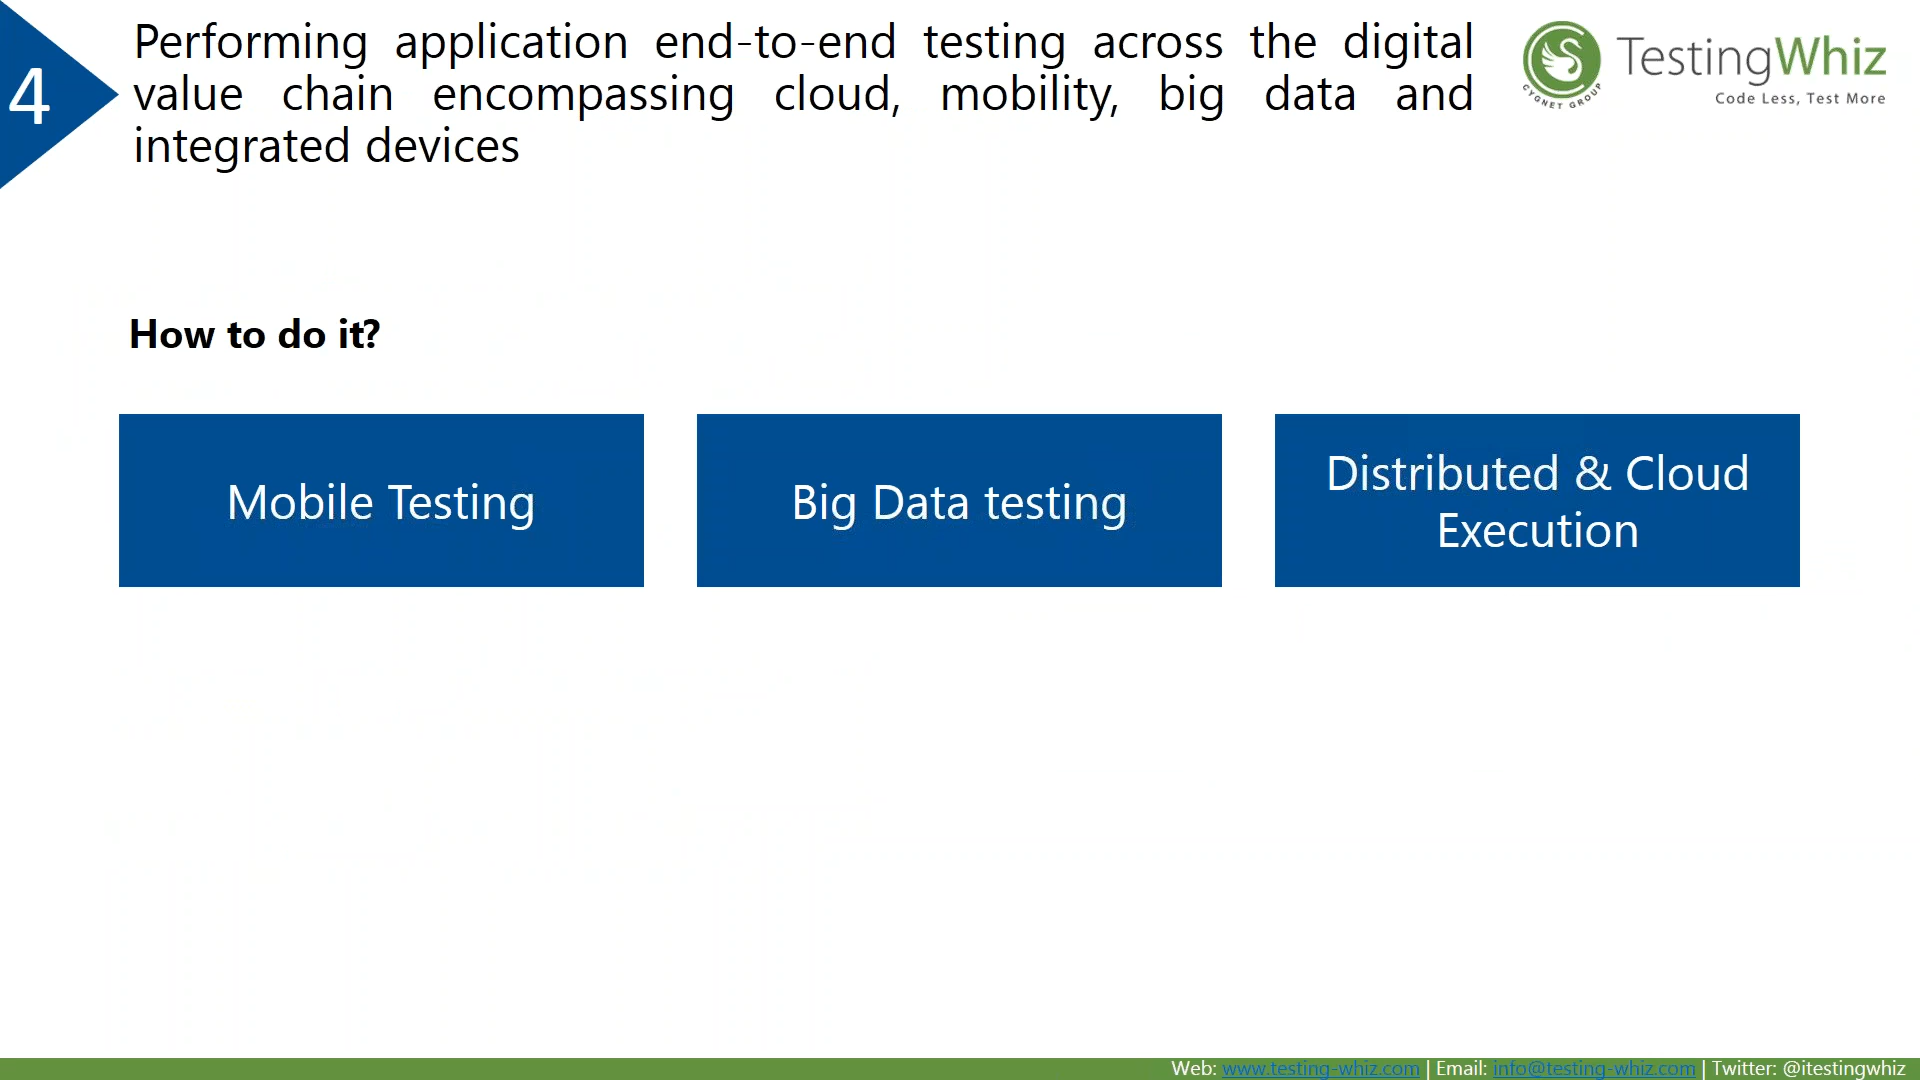 4
Performing application end-to-end testing across the digital
value chain encompassing cloud, mobility, big data and
integrated devices
CYGNET GROUP
TestingWhiz
Code Less, Test More
How to do it?
Mobile Testing
Big Data testing
Distributed & Cloud
Execution
Web: www.testing-whiz.com | Email: info@testing-whiz.com | Twitter: @itestingwhiz